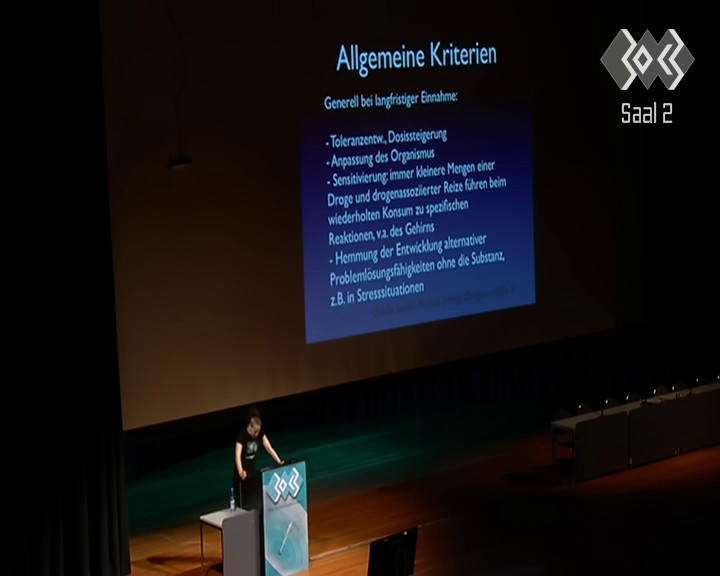 Allgemeine Kriterien
Generell bei langfristiger Einnahme:
- Toleranzentw., Dosissteigerung
- Anpassung des Organismus
- Sensitivierung: immer kleinere Mengen einer
Droge und drogenassoziierter Reize führen beim
wiederholten Konsum zu spezifischen
Reaktionen, v.a. des Gehirns
- Hemmung der Entwicklung alternativer
Problemlösungsfähigkeiten ohne die Substanz,
z.B. in Stresssituationen
30C3
Saal 2
30C3